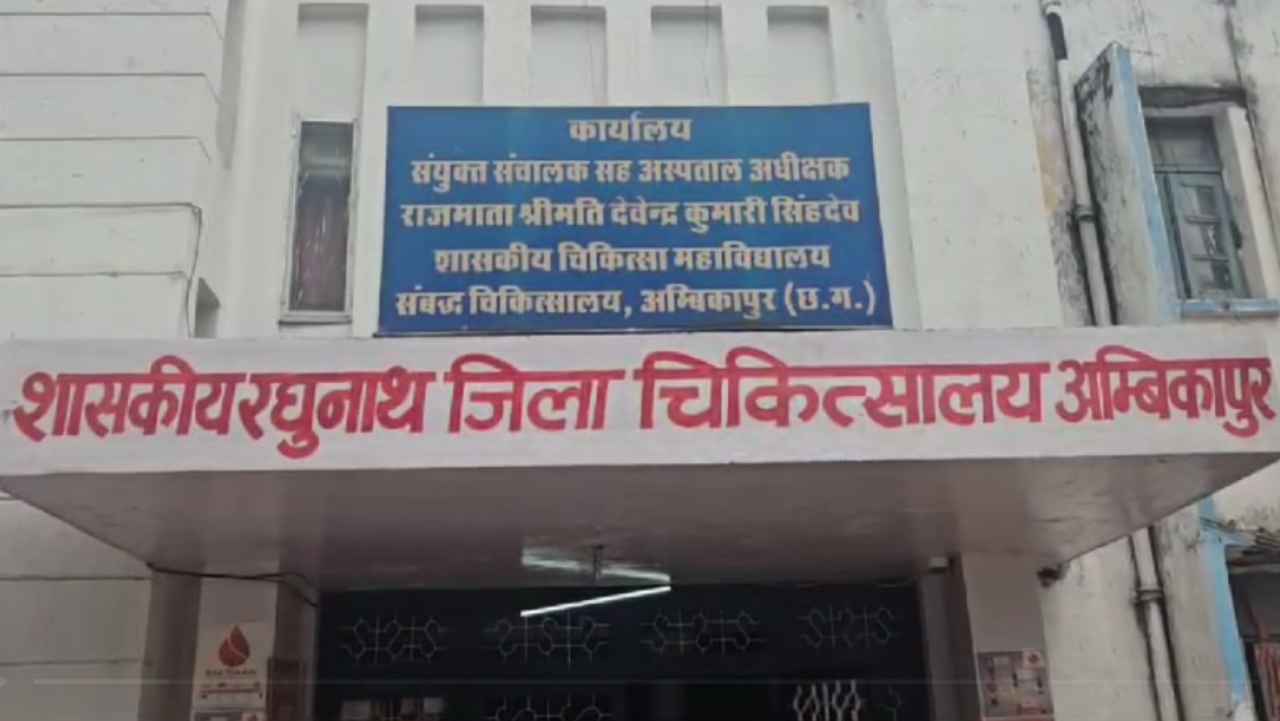 कार्यालय
संयुक्त संचालक सह अस्पताल अधीक्षक
राजमाता श्रीमति देवेन्द्र कुमारी सिंहदेव
शासकीय चिकित्सा महाविधालय
संबद्ध चिकित्सालय, अम्बिकापुर (छ.ग.)
शासकीय रघुनाथ जिला चिकित्सालय अम्बिकापुर